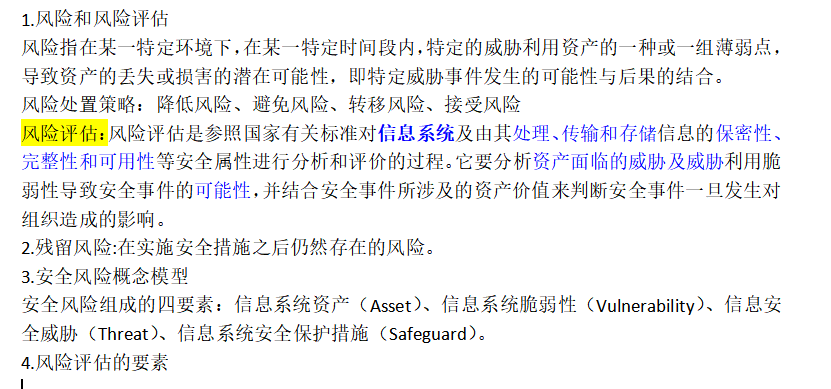 1.风险和风险评估
风险指在某一特定环境下,在某一特定时间段内,特定的威胁利用资产的一种或一组薄弱点,
导致资产的丢失或损害的潜在可能性，即特定威胁事件发生的可能性与后果的结合。
风险处置策略：降低风险、避免风险、转移风险、接受风险
风险评估:风险评估是参照国家有关标准对信息系统及由其处理、传输和存储信息的保密性、
完整性和可用性等安全属性进行分析和评价的过程。它要分析资产面临的威胁及威胁利用脆
弱性导致安全事件的可能性,并结合安全事件所涉及的资产价值来判断安全事件一旦发生对
组织造成的影响。
2.残留风险:在实施安全措施之后仍然存在的风险。
3.安全风险概念模型
安全风险组成的四要素：信息系统资产（Asset）、信息系统脆弱性（Vulnerability）、信息安
全威胁（Threat）、信息系统安全保护措施（Safeguard）。
4.风险评估的要素